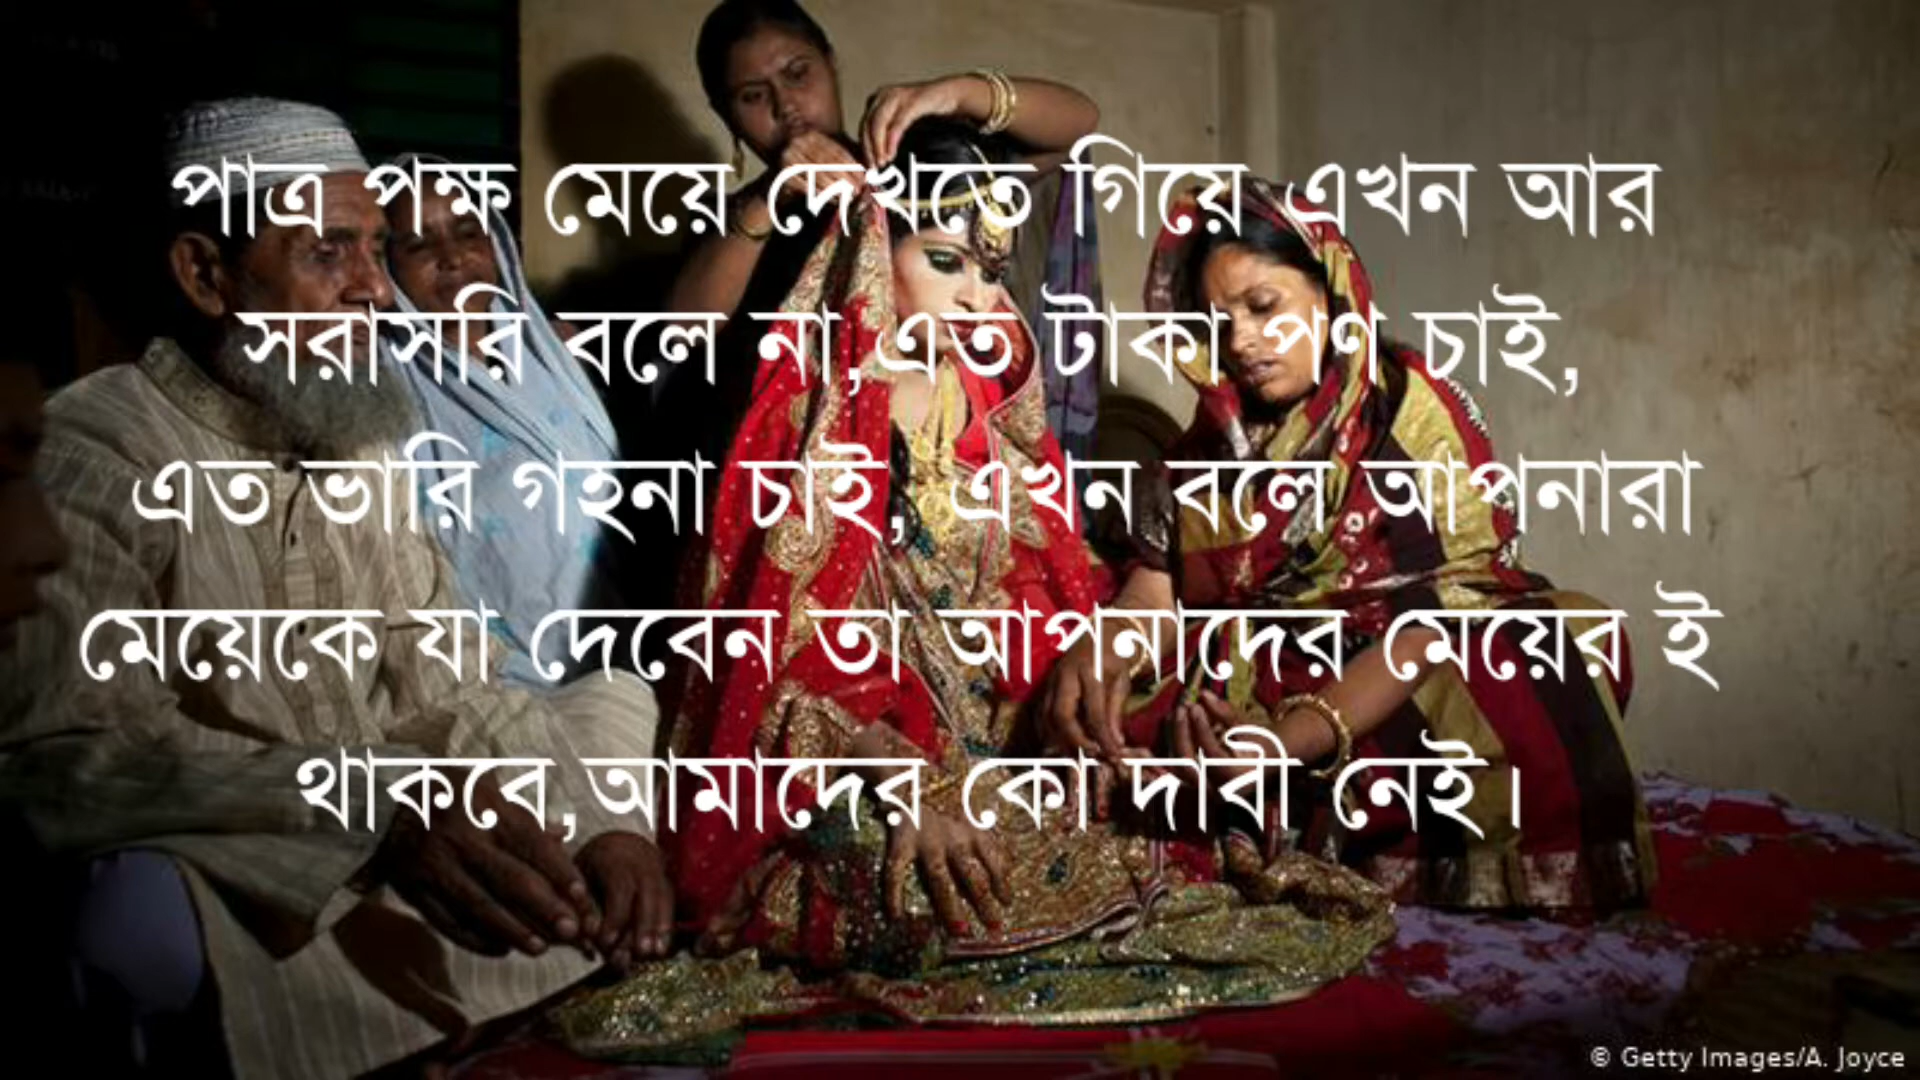 পাত্র পক্ষ মেয়ে দেখতে গিয়ে এখন আর
সরাসরি বলে না,এত টাকা পণ চাই,
এত ভারি গহনা চাই, এখন বলে আপনারা
মেয়েকে যা দেবেন তা আপনাদের মেয়ের ই
থাকবে,আমাদের কো দাবী নেই।
© Getty Images/A. Joyce